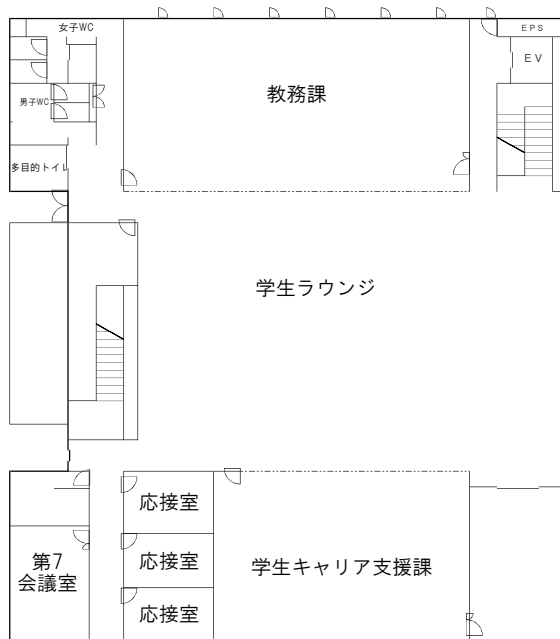 女子WC
EPS
EV
教務課
男子WC
多目的トイレ
学生ラウンジ
応接室
第7
会議室
応接室
学生キャリア支援課
応接室